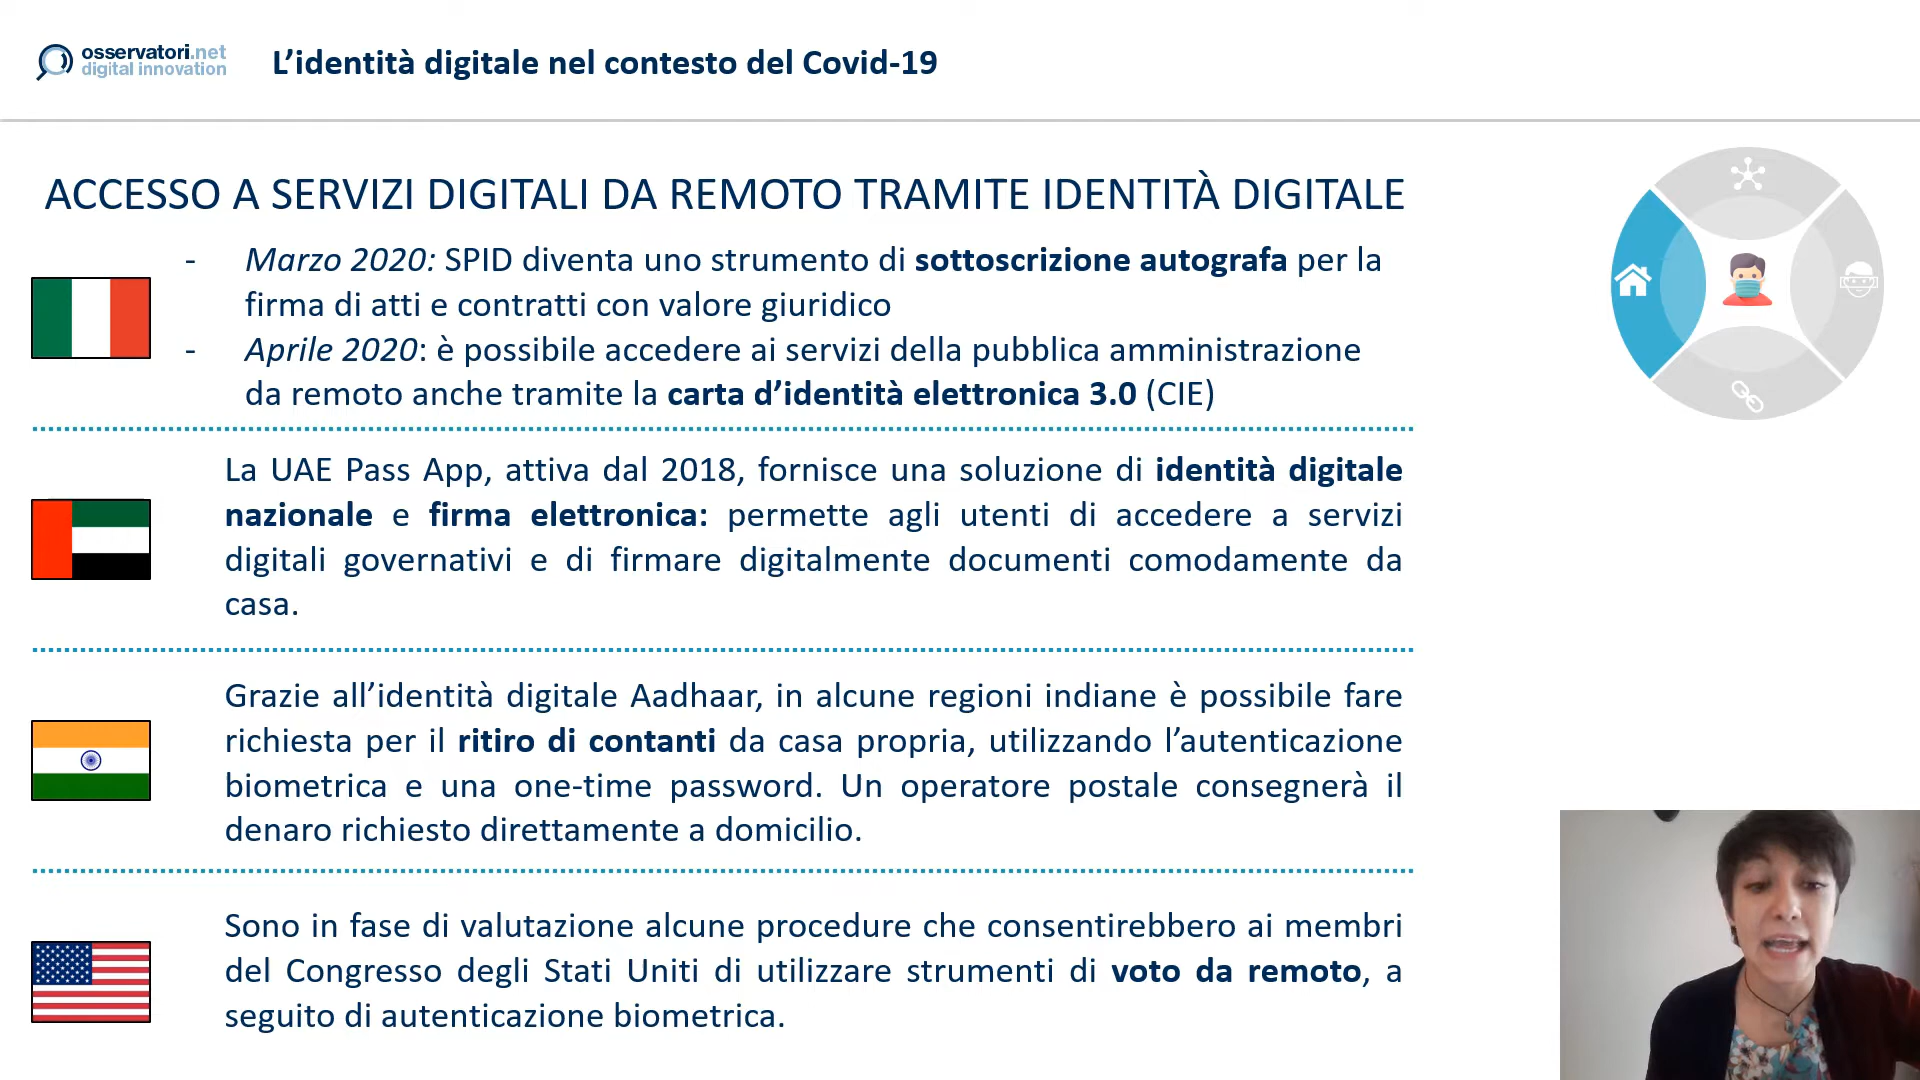 osservatori.net
digital innovation
L’identità digitale nel contesto del Covid-19
ACCESSO A SERVIZI DIGITALI DA REMOTO TRAMITE IDENTITÀ DIGITALE
- Marzo 2020: SPID diventa uno strumento di sottoscrizione autografa per la
firma di atti e contratti con valore giuridico
- Aprile 2020: è possibile accedere ai servizi della pubblica amministrazione
da remoto anche tramite la carta d’identità elettronica 3.0 (CIE)
La UAE Pass App, attiva dal 2018, fornisce una soluzione di identità digitale
nazionale e firma elettronica: permette agli utenti di accedere a servizi
digitali governativi e di firmare digitalmente documenti comodamente da
casa.
Grazie all’identità digitale Aadhaar, in alcune regioni indiane è possibile fare
richiesta per il ritiro di contanti da casa propria, utilizzando l’autenticazione
biometrica e una one-time password. Un operatore postale consegnerà il
denaro richiesto direttamente a domicilio.
Sono in fase di valutazione alcune procedure che consentirebbero ai membri
del Congresso degli Stati Uniti di utilizzare strumenti di voto da remoto, a
seguito di autenticazione biometrica.